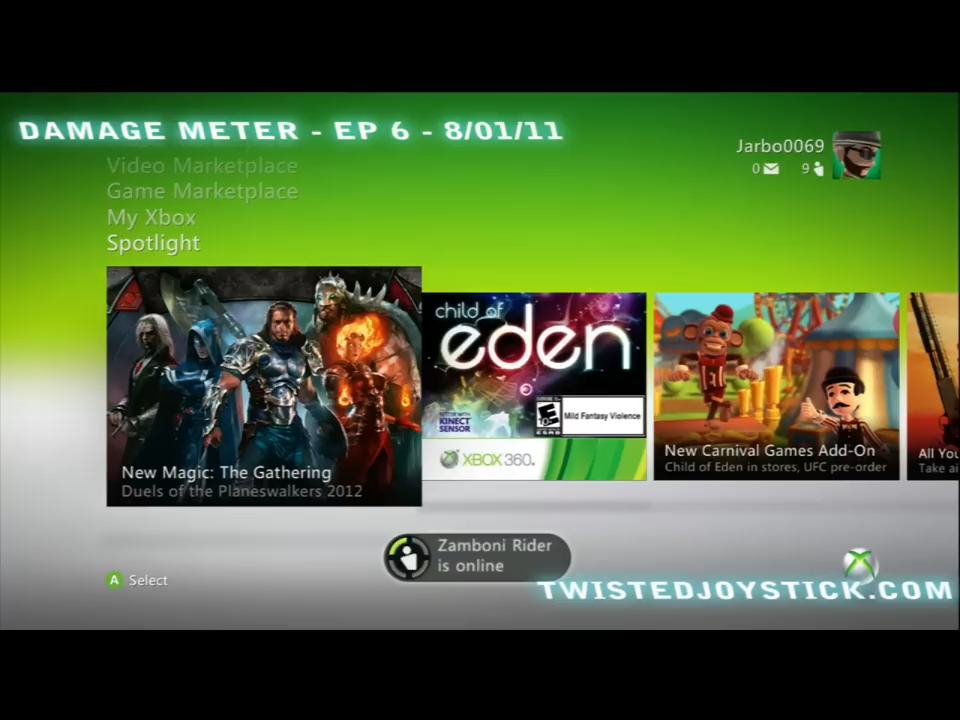 DAMAGE METER - EP 6 - 8/01/11
Jarbo0069
0 9
Video Marketplace
Game Marketplace
My Xbox
Spotlight
child of
eden
BETTER WITH
KINECT
SENSOR
E
Mild Fantasy Violence
ESRB
XBOX 360.
New Magic: The Gathering
Duels of the Planeswalkers 2012
New Carnival Games Add-On
Child of Eden in stores, UFC pre-order
All You
Take ai
Zamboni Rider
is online
A Select
TWISTEDJOYSTICK.COM